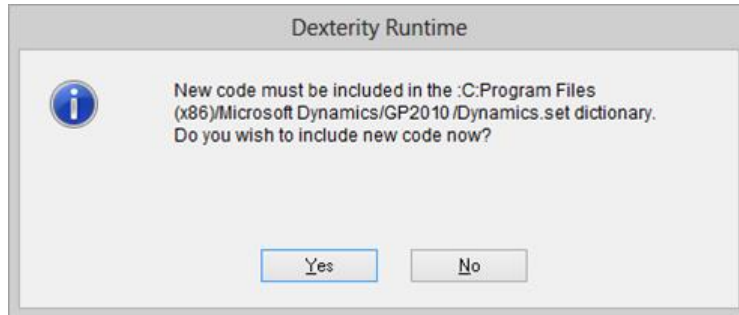 Dexterity Runtime
New code must be included in the :C:Program Files
(x86)/Microsoft Dynamics/GP2010 /Dynamics.set dictionary.
Do you wish to include new code now?
Yes
No